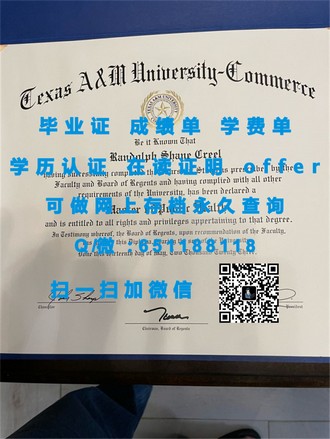 Texas A&M University-Commerce
毕业证 成绩单 学费单
Be it Known That
Randolph Shaye Creel
学历认证 在读证明 offer
Faculty and Board of Regents and having complied with all other
requirements of the University, has been declared a
可做网上存档永久查询
and is entitled to all rights and privileges appertaining to that degree.
In Testimony whereof, the Board of Regents, upon recommendation of the Faculty,
Q/微:651188118
扫一扫加微信
Chairman, Board of Regents